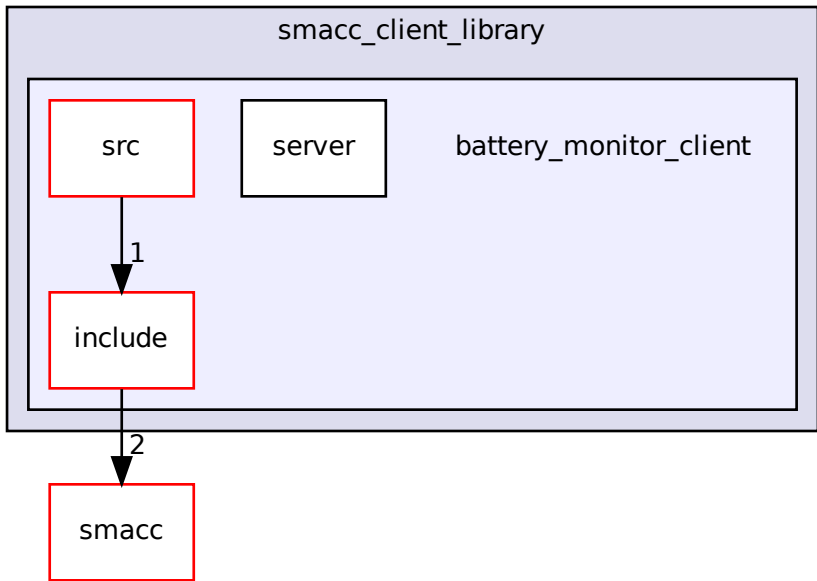 smacc_client_library
src
server
battery_monitor_client
1
include
2
smacc